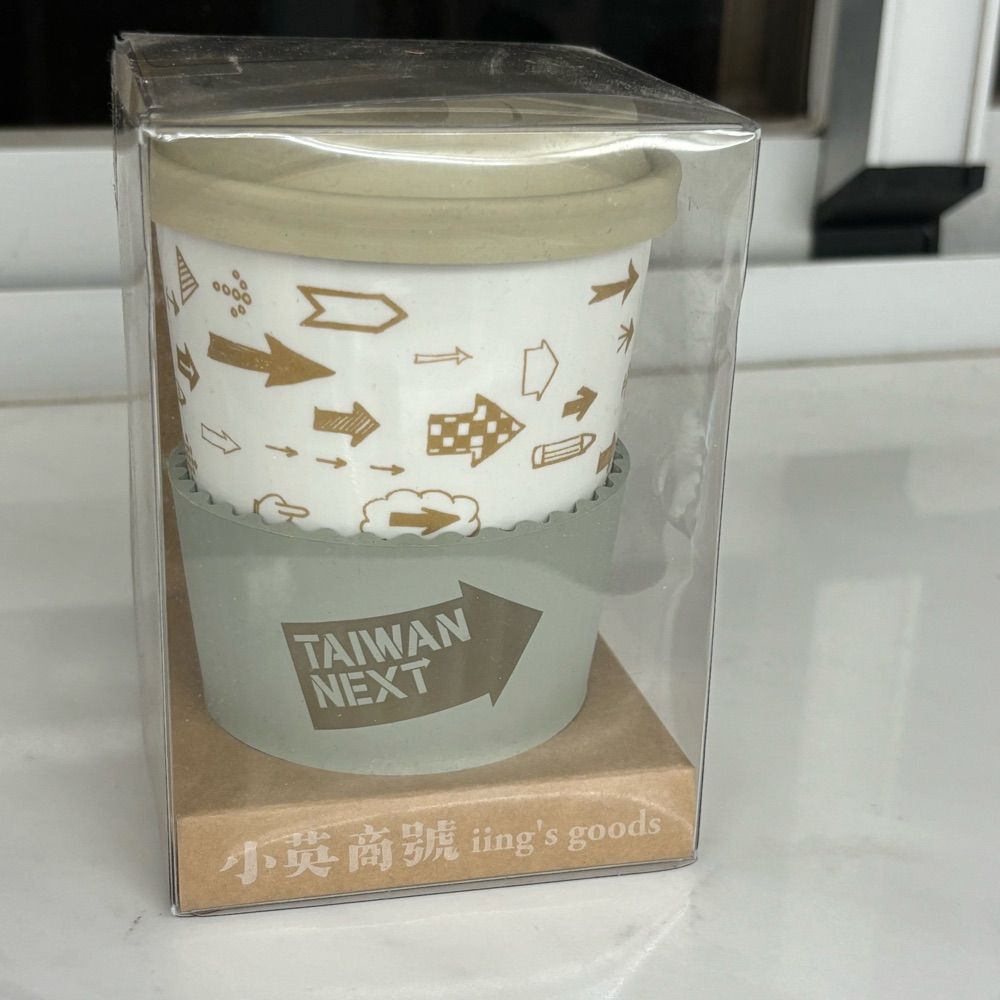 TAIWAN
NEXT
小英商號 iing's goods